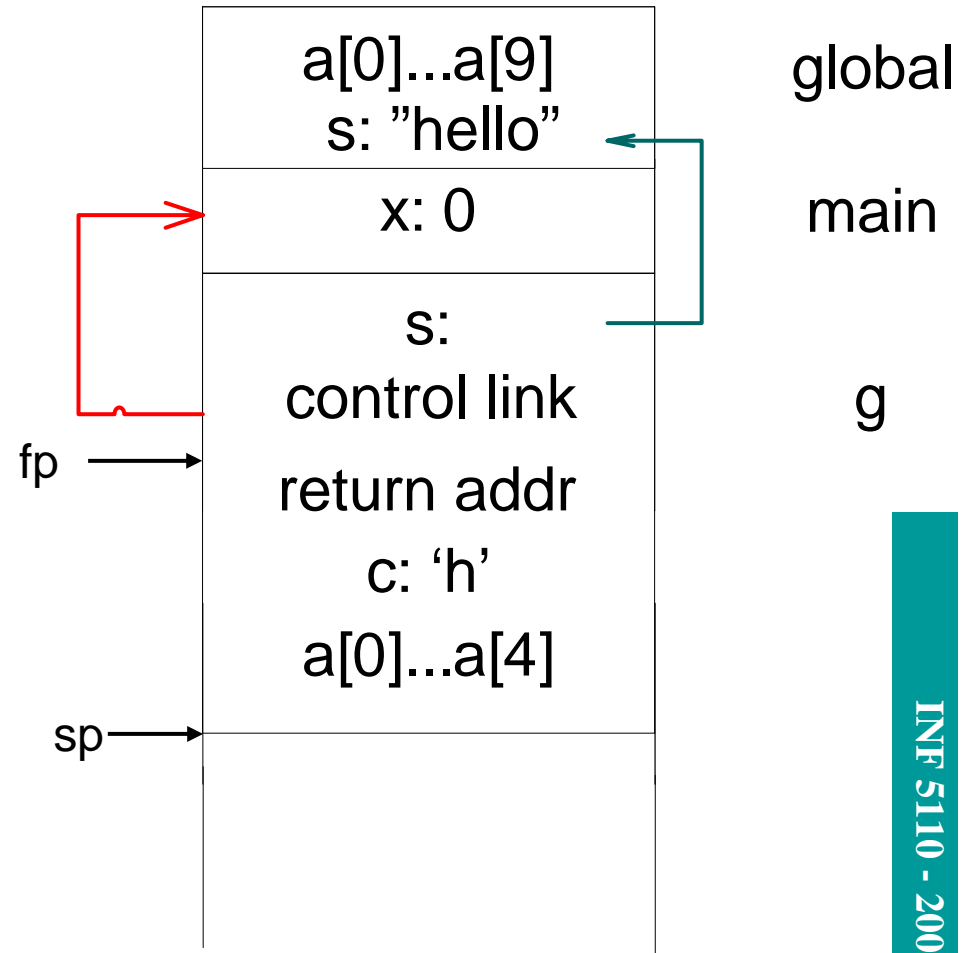 a[0]...a[9]
s: ”hello”
global
x: 0
main
s:
control link
g
fp
return addr
c: ‘h’
a[0]...a[4]
sp
INF 5110 - 200